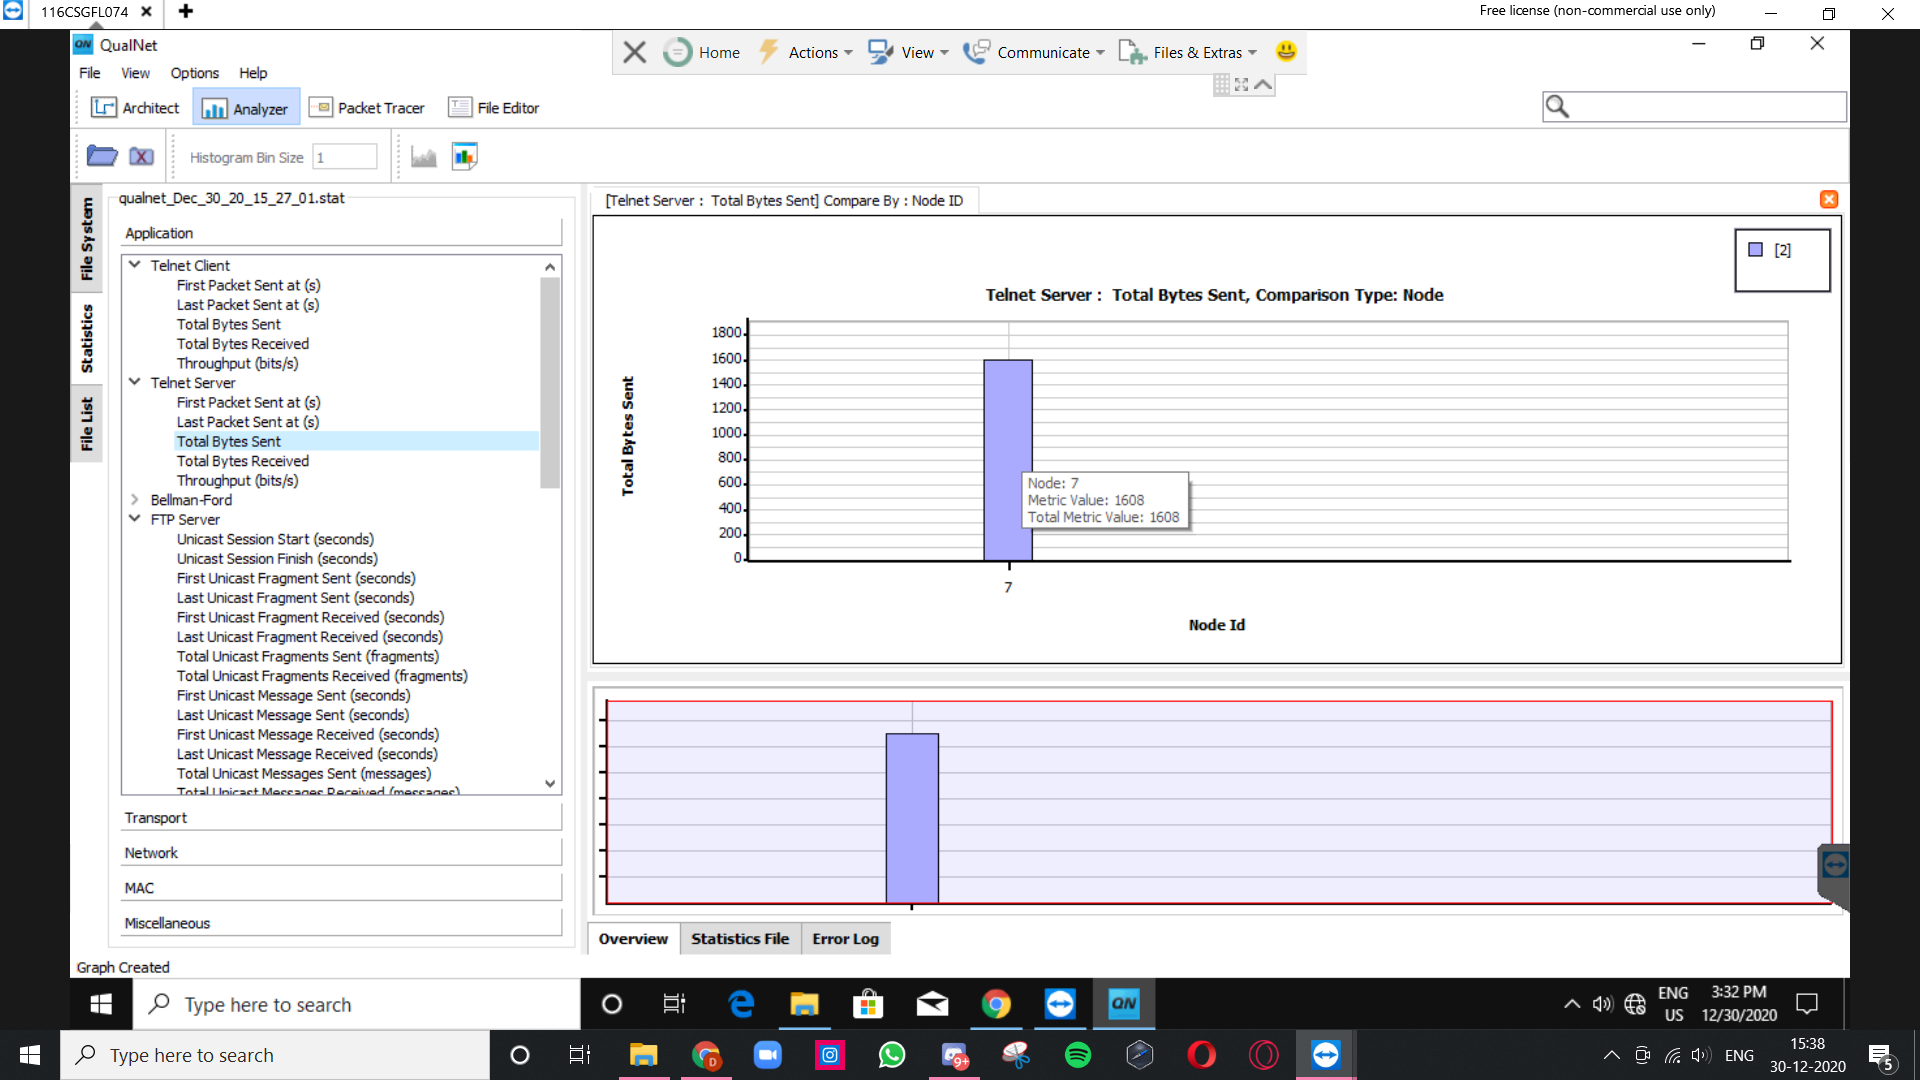 116CSGFL074
Free license (non-commercial use only)
QN QualNet
Home Actions View Communicate Files & Extras
File View Options Help
Architect Analyzer Packet Tracer File Editor
Histogram Bin Size 1
File System
Statistics
File List
qualnet_Dec_30_20_15_27_01.stat
Application
Telnet Client
First Packet Sent at (s)
Last Packet Sent at (s)
Total Bytes Sent
Total Bytes Received
Throughput (bits/s)
Telnet Server
First Packet Sent at (s)
Last Packet Sent at (s)
Total Bytes Sent
Total Bytes Received
Throughput (bits/s)
Bellman-Ford
FTP Server
Unicast Session Start (seconds)
Unicast Session Finish (seconds)
First Unicast Fragment Sent (seconds)
Last Unicast Fragment Sent (seconds)
First Unicast Fragment Received (seconds)
Last Unicast Fragment Received (seconds)
Total Unicast Fragments Sent (fragments)
Total Unicast Fragments Received (fragments)
First Unicast Message Sent (seconds)
Last Unicast Message Sent (seconds)
First Unicast Message Received (seconds)
Last Unicast Message Received (seconds)
Total Unicast Messages Sent (messages)
Total Unicast Messages Received (messages)
Transport
Network
MAC
Miscellaneous
Graph Created
[Telnet Server : Total Bytes Sent] Compare By : Node ID
[2]
Telnet Server : Total Bytes Sent, Comparison Type: Node
Total Bytes Sent
1800
1600
1400
1200
1000
800
600
400
200
0
Node: 7
Metric Value: 1608
Total Metric Value: 1608
7
Node Id
Overview Statistics File Error Log
Type here to search
QN
ENG
US
3:32 PM
12/30/2020
Type here to search
D
9+
ENG
15:38
30-12-2020
5